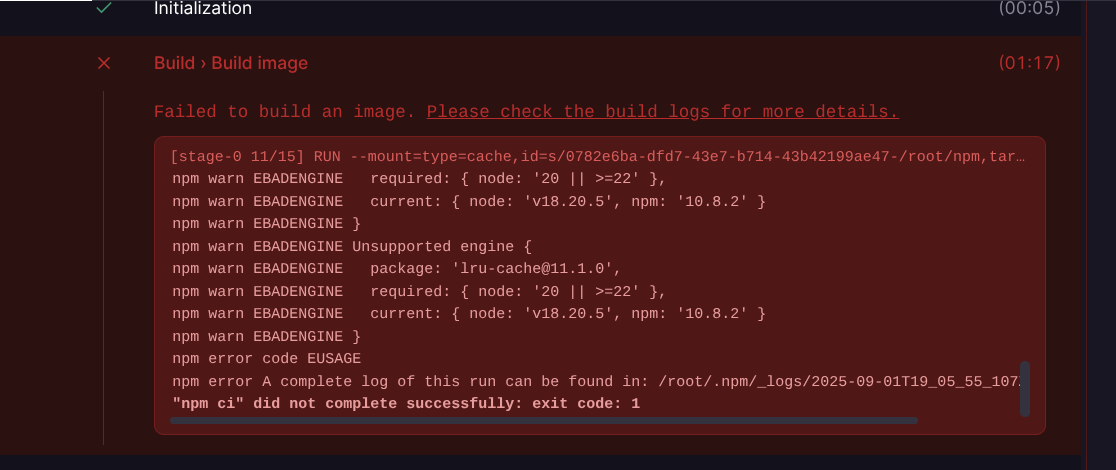 Initialization (00:05)
Build › Build image (01:17)
Failed to build an image. Please check the build logs for more details.
[stage-0 11/15] RUN --mount=type=cache,id=s/0782e6ba-dfd7-43e7-b714-43b42199ae47-/root/npm,tar…
npm warn EBADENGINE   required: { node: '20 || >=22' },
npm warn EBADENGINE   current: { node: 'v18.20.5', npm: '10.8.2' }
npm warn EBADENGINE }
npm warn EBADENGINE Unsupported engine {
npm warn EBADENGINE   package: 'lru-cache@11.1.0',
npm warn EBADENGINE   required: { node: '20 || >=22' },
npm warn EBADENGINE   current: { node: 'v18.20.5', npm: '10.8.2' }
npm warn EBADENGINE }
npm error code EUSAGE
npm error A complete log of this run can be found in: /root/.npm/_logs/2025-09-01T19_05_55_107
"npm ci" did not complete successfully: exit code: 1